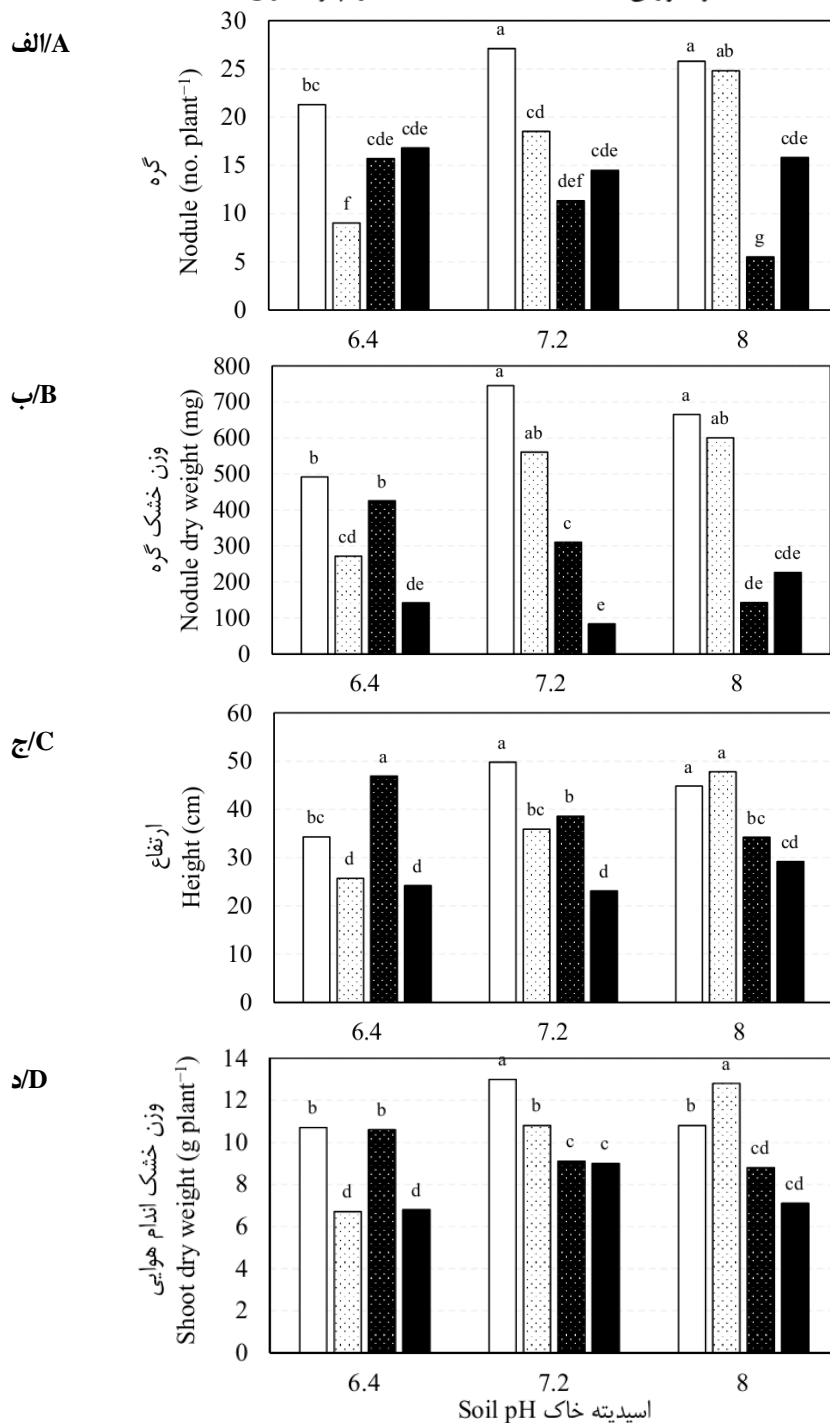 الف/A
گره
Nodule (no. plant⁻¹)
30
25
20
15
10
5
0
bc
f
cde
cde
a
cd
def
cde
a
ab
g
cde
6.4
7.2
8
ب/B
وزن خشک گره
Nodule dry weight (mg)
800
700
600
500
400
300
200
100
0
b
cd
b
de
a
ab
c
e
a
ab
de
cde
6.4
7.2
8
ج/C
ارتفاع
Height (cm)
60
50
40
30
20
10
0
bc
d
a
d
a
bc
b
d
a
a
bc
cd
6.4
7.2
8
د/D
وزن خشک اندام هوایی
Shoot dry weight (g plant⁻¹)
14
12
10
8
6
4
2
0
b
d
b
d
a
b
c
c
b
a
cd
cd
6.4
7.2
8
اسیدیته خاک Soil pH